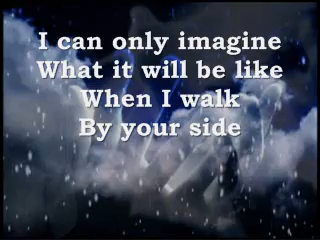 I can only imagine
What it will be like
When I walk
By your side